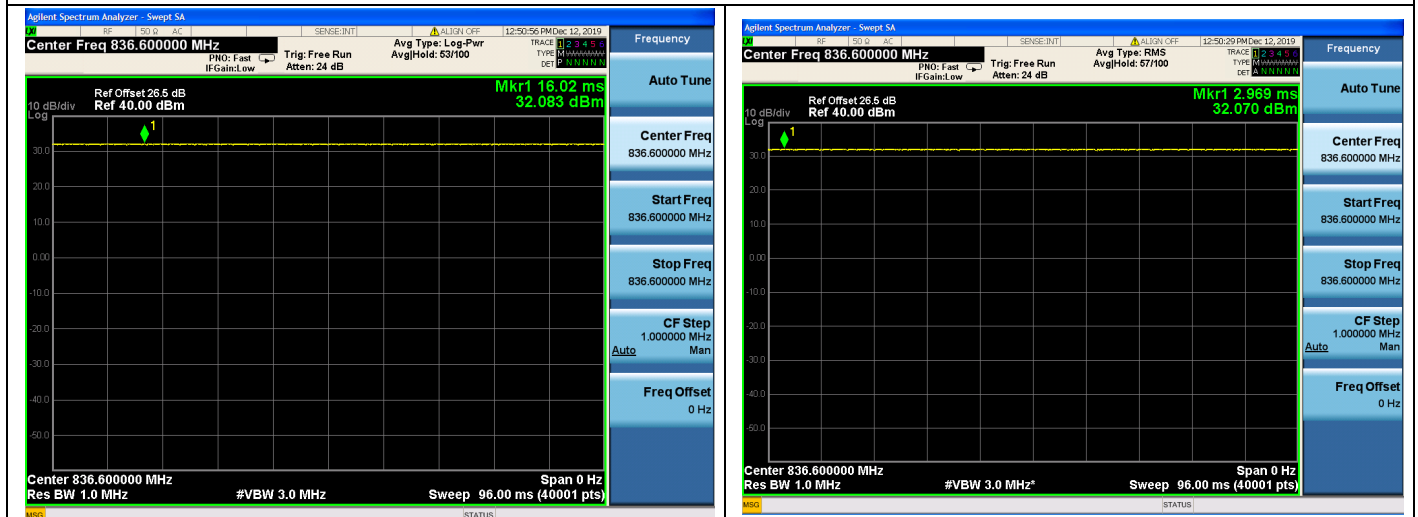 Agilent Spectrum Analyzer - Swept SA
RF 50 Ω AC SENSE:INT ALIGN OFF 12:50:56 PM Dec 12, 2019
Center Freq 836.600000 MHz
PNO: Fast
IFGain:Low
Trig: Free Run
Atten: 24 dB
Avg Type: Log-Pwr
Avg|Hold: 53/100
TRACE 1 2 3 4 5 6
TYPE M
DET P N N N N N
Mkr1 16.02 ms
32.083 dBm
Ref Offset 26.5 dB
10 dB/div Ref 40.00 dBm
Log
1
30.0
20.0
10.0
0.00
-10.0
-20.0
-30.0
-40.0
-50.0
Center 836.600000 MHz Span 0 Hz
Res BW 1.0 MHz #VBW 3.0 MHz Sweep 96.00 ms (40001 pts)
MSG STATUS
Frequency
Auto Tune
Center Freq
836.600000 MHz
Start Freq
836.600000 MHz
Stop Freq
836.600000 MHz
CF Step
1.000000 MHz
Auto Man
Freq Offset
0 Hz
Agilent Spectrum Analyzer - Swept SA
RF 50 Ω AC SENSE:INT ALIGN OFF 12:50:29 PM Dec 12, 2019
Center Freq 836.600000 MHz
PNO: Fast
IFGain:Low
Trig: Free Run
Atten: 24 dB
Avg Type: RMS
Avg|Hold: 57/100
TRACE 1 2 3 4 5 6
TYPE M
DET A N N N N N
Mkr1 2.969 ms
32.070 dBm
Ref Offset 26.5 dB
10 dB/div Ref 40.00 dBm
Log
1
30.0
20.0
10.0
0.00
-10.0
-20.0
-30.0
-40.0
-50.0
Center 836.600000 MHz Span 0 Hz
Res BW 1.0 MHz #VBW 3.0 MHz* Sweep 96.00 ms (40001 pts)
MSG STATUS
Frequency
Auto Tune
Center Freq
836.600000 MHz
Start Freq
836.600000 MHz
Stop Freq
836.600000 MHz
CF Step
1.000000 MHz
Auto Man
Freq Offset
0 Hz